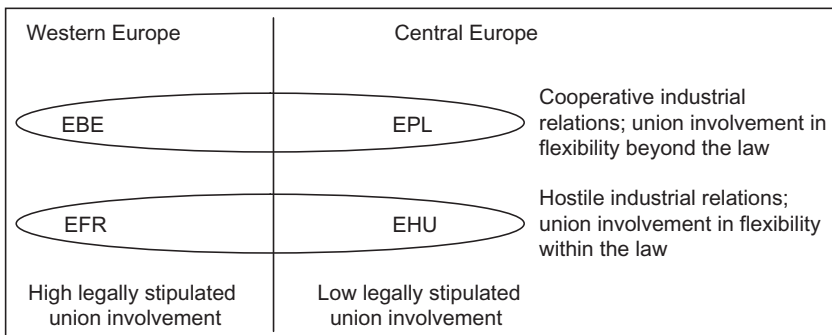 Western Europe
Central Europe
EBE
EPL
Cooperative industrial
relations; union involvement in
flexibility beyond the law
EFR
EHU
Hostile industrial relations;
union involvement in flexibility
within the law
High legally stipulated
union involvement
Low legally stipulated
union involvement